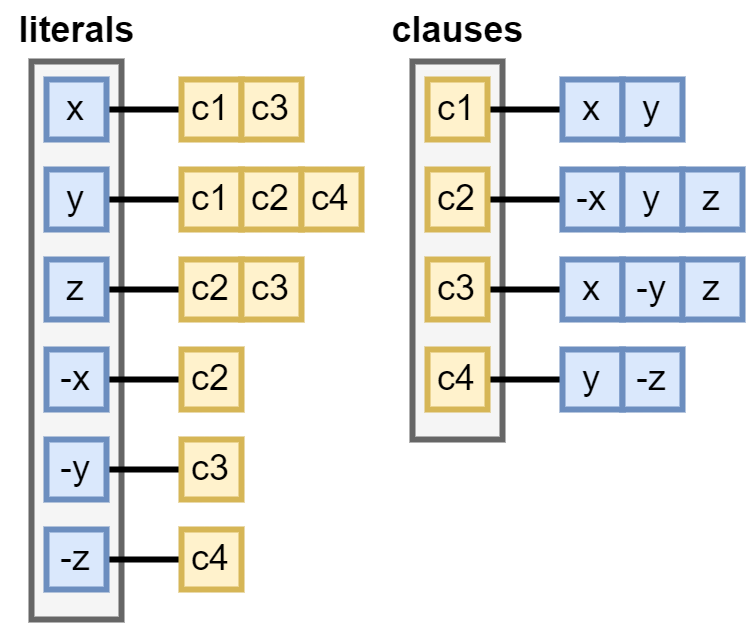 literals
x c1 c3
y c1 c2 c4
z c2 c3
-x c2
-y c3
-z c4
clauses
c1 x y
c2 -x y z
c3 x -y z
c4 y -z